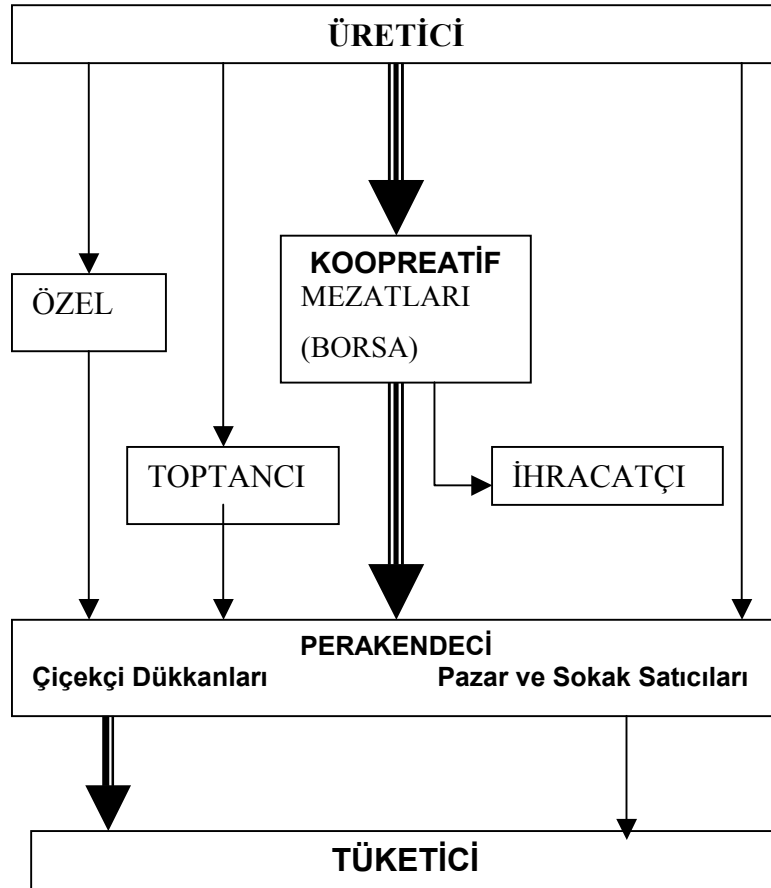 ÜRETİCİ
KOOPREATİF
MEZATLARI
(BORSA)
ÖZEL
TOPTANCI
İHRACATÇI
PERAKENDECİ
Çiçekçi Dükkanları Pazar ve Sokak Satıcıları
TÜKETİCİ